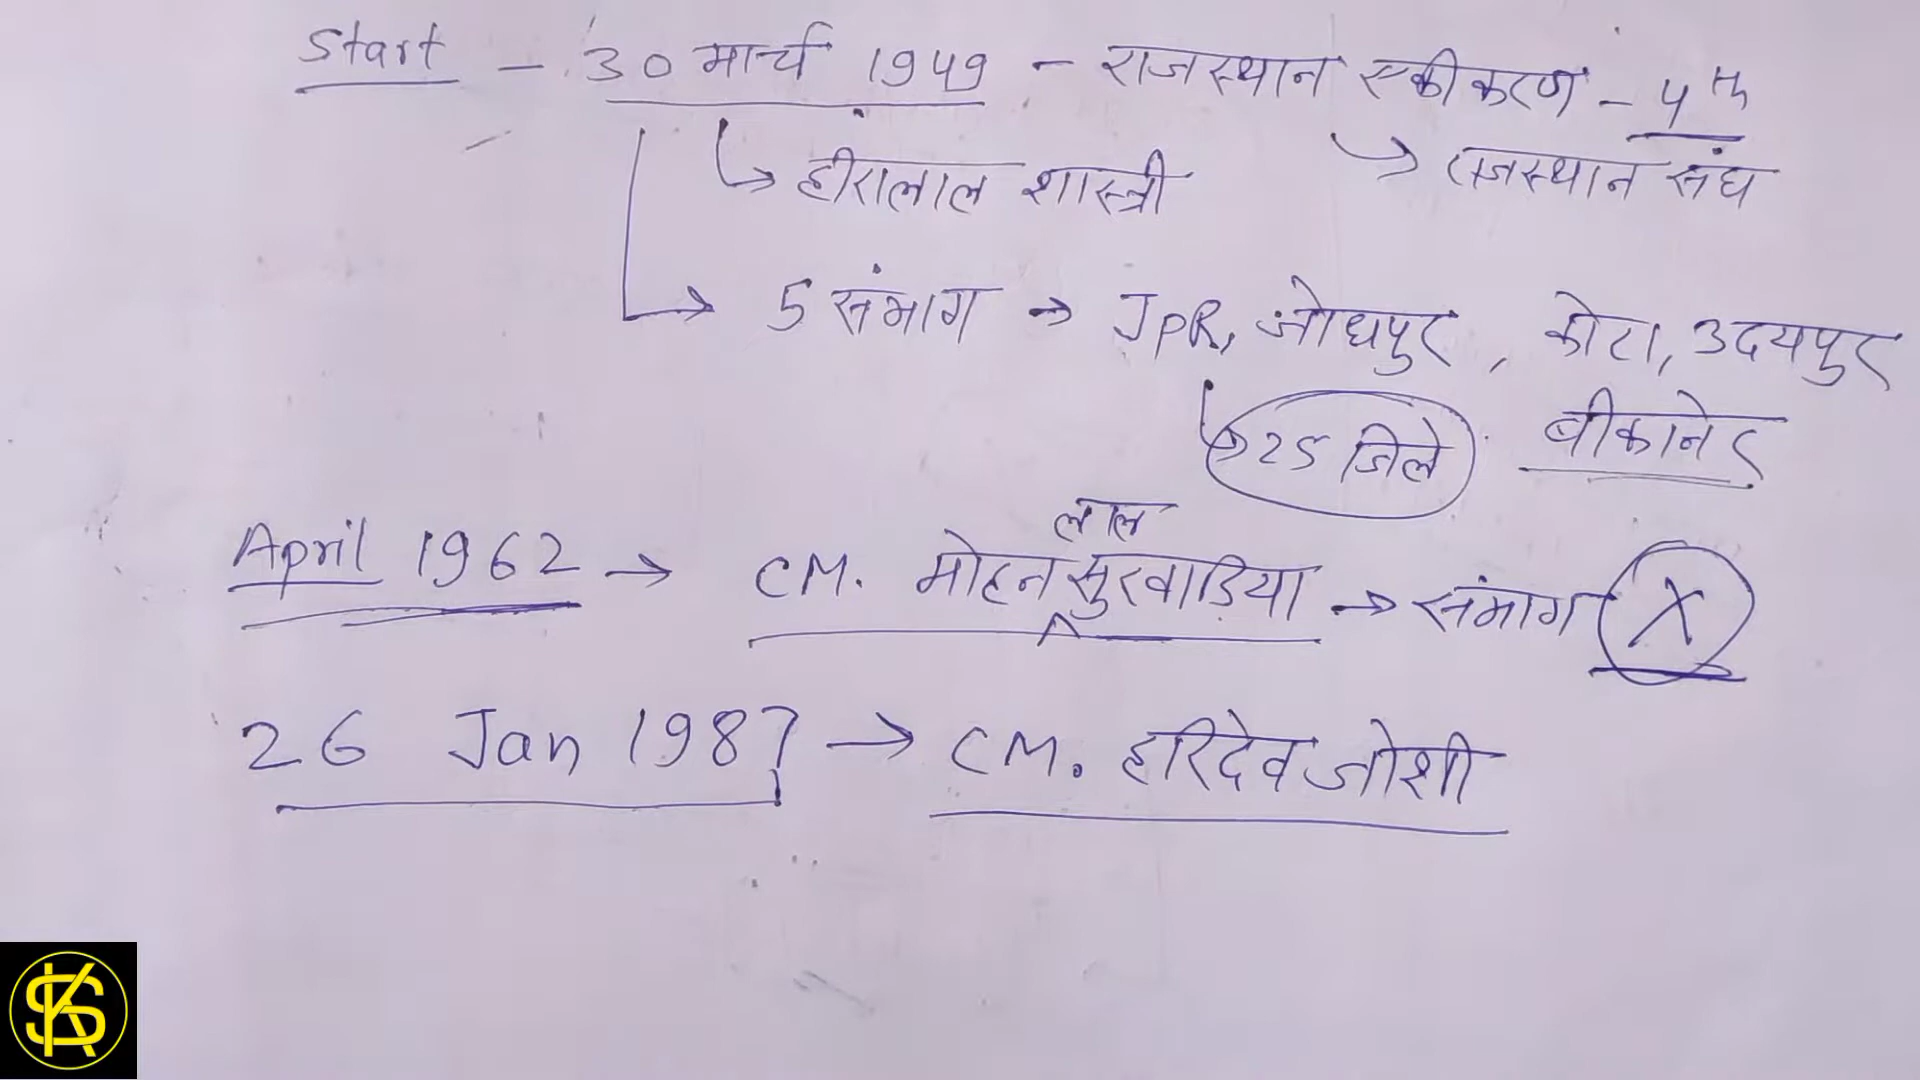 Start - 30 मार्च 1949 - राजस्थान एकीकरण - 4th
हीरालाल शास्त्री → राजस्थान संघ
→ 5 संभाग → JPR, जोधपुर, कोटा, उदयपुर
→ 25 जिले बीकानेर
लाल
April 1962 → CM. मोहन सुखाड़िया → संभाग X
26 Jan 1987 → CM. हरिदेव जोशी
KS